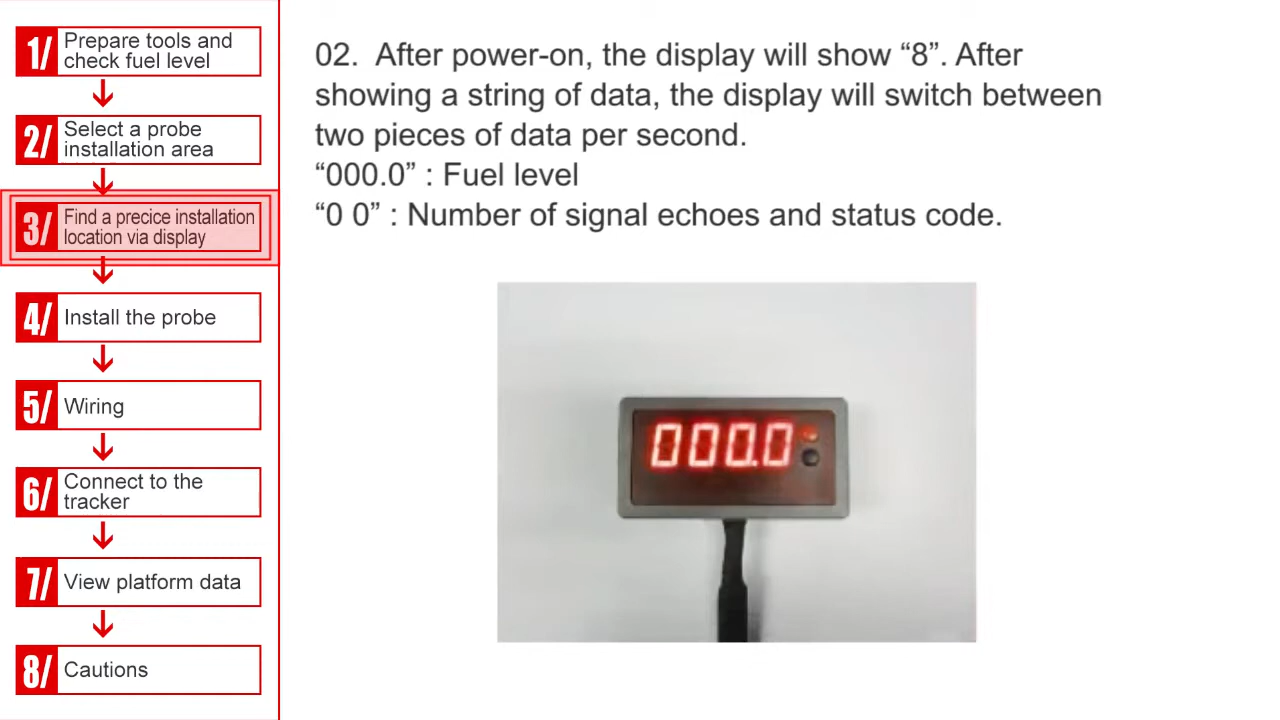 1/ Prepare tools and
check fuel level
2/ Select a probe
installation area
3/ Find a precice installation
location via display
4/ Install the probe
5/ Wiring
6/ Connect to the
tracker
7/ View platform data
8/ Cautions
02. After power-on, the display will show “8”. After
showing a string of data, the display will switch between
two pieces of data per second.
“000.0” : Fuel level
“0 0” : Number of signal echoes and status code.
000.0